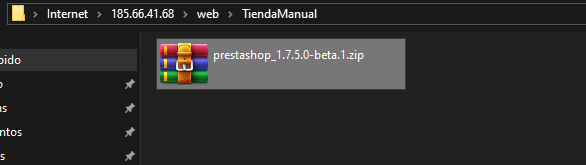 Internet > 185.66.41.68 > web > TiendaManual
prestashop_1.7.5.0-beta.1.zip